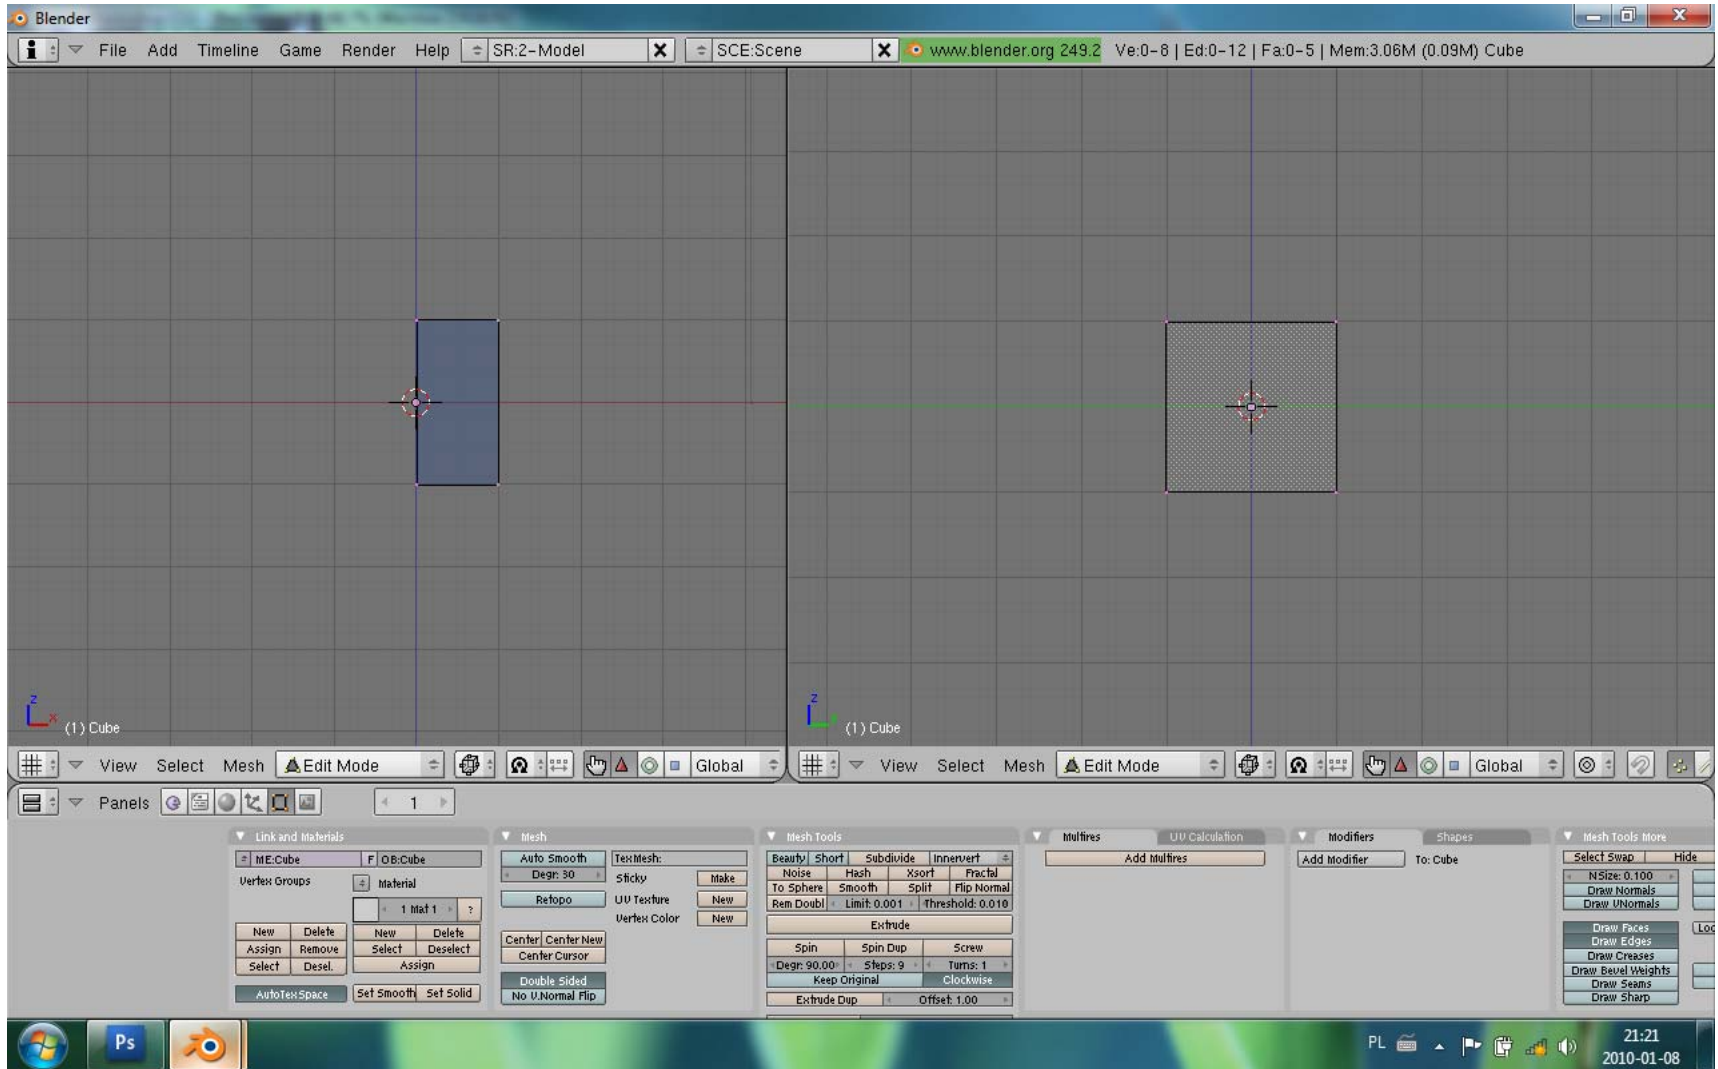 Blender
File Add Timeline Game Render Help SR:2-Model X SCE:Scene X www.blender.org 249.2 Ve:0-8 | Ed:0-12 | Fa:0-5 | Mem:3.06M (0.09M) Cube
z
x
(1) Cube
z
(1) Cube
View Select Mesh Edit Mode Global
View Select Mesh Edit Mode Global
Panels 1
Link and Materials
ME:Cube F OB:Cube
Vertex Groups Material
1 Mat 1 ?
New Delete New Delete
Assign Remove Select Deselect
Select Desel. Assign
AutoTexSpace Set Smooth Set Solid
Mesh
Auto Smooth TexMesh:
Degr: 30 Sticky Make
Retopo UV Texture New
Vertex Color New
Center Center New
Center Cursor
Double Sided
No V.Normal Flip
Mesh Tools
Beauty Short Subdivide Innervert
Noise Hash Xsort Fractal
To Sphere Smooth Split Flip Normal
Rem Doubl Limit: 0.001 Threshold: 0.010
Extrude
Spin Spin Dup Screw
Degr: 90.00 Steps: 9 Turns: 1
Keep Original Clockwise
Extrude Dup Offset: 1.00
Multires UV Calculation
Add Multires
Modifiers Shapes
Add Modifier To: Cube
Mesh Tools More
Select Swap Hide
NSize: 0.100
Draw Normals
Draw VNormals
Draw Faces Loc
Draw Edges
Draw Creases
Draw Bevel Weights
Draw Seams
Draw Sharp
Ps
PL
21:21
2010-01-08